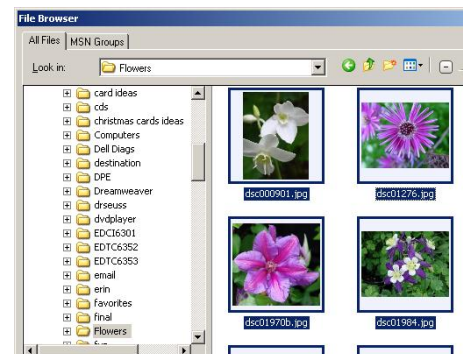 File Browser
All Files
MSN Groups
Look in:
Flowers
card ideas
cds
christmas cards ideas
Computers
Dell Diags
destination
DPE
Dreamweaver
drseuss
dvdplayer
EDCI6301
EDTC6352
EDTC6353
email
erin
favorites
final
Flowers
dsc000901.jpg
dsc01276.jpg
dsc01970b.jpg
dsc01984.jpg